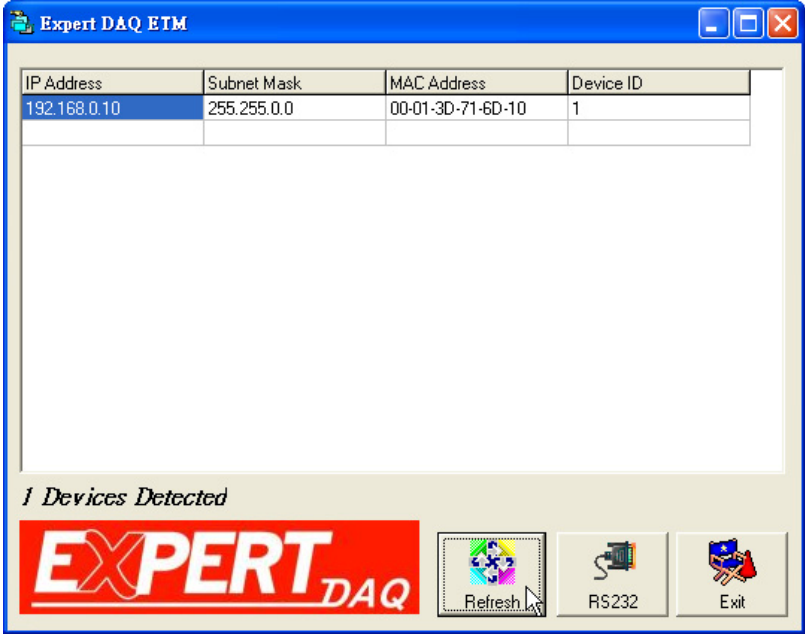 Expert DAQ ETM
IP Address Subnet Mask MAC Address Device ID
192.168.0.10 255.255.0.0 00-01-3D-71-6D-10 1
1 Devices Detected
EXPERT DAQ
Refresh RS232 Exit